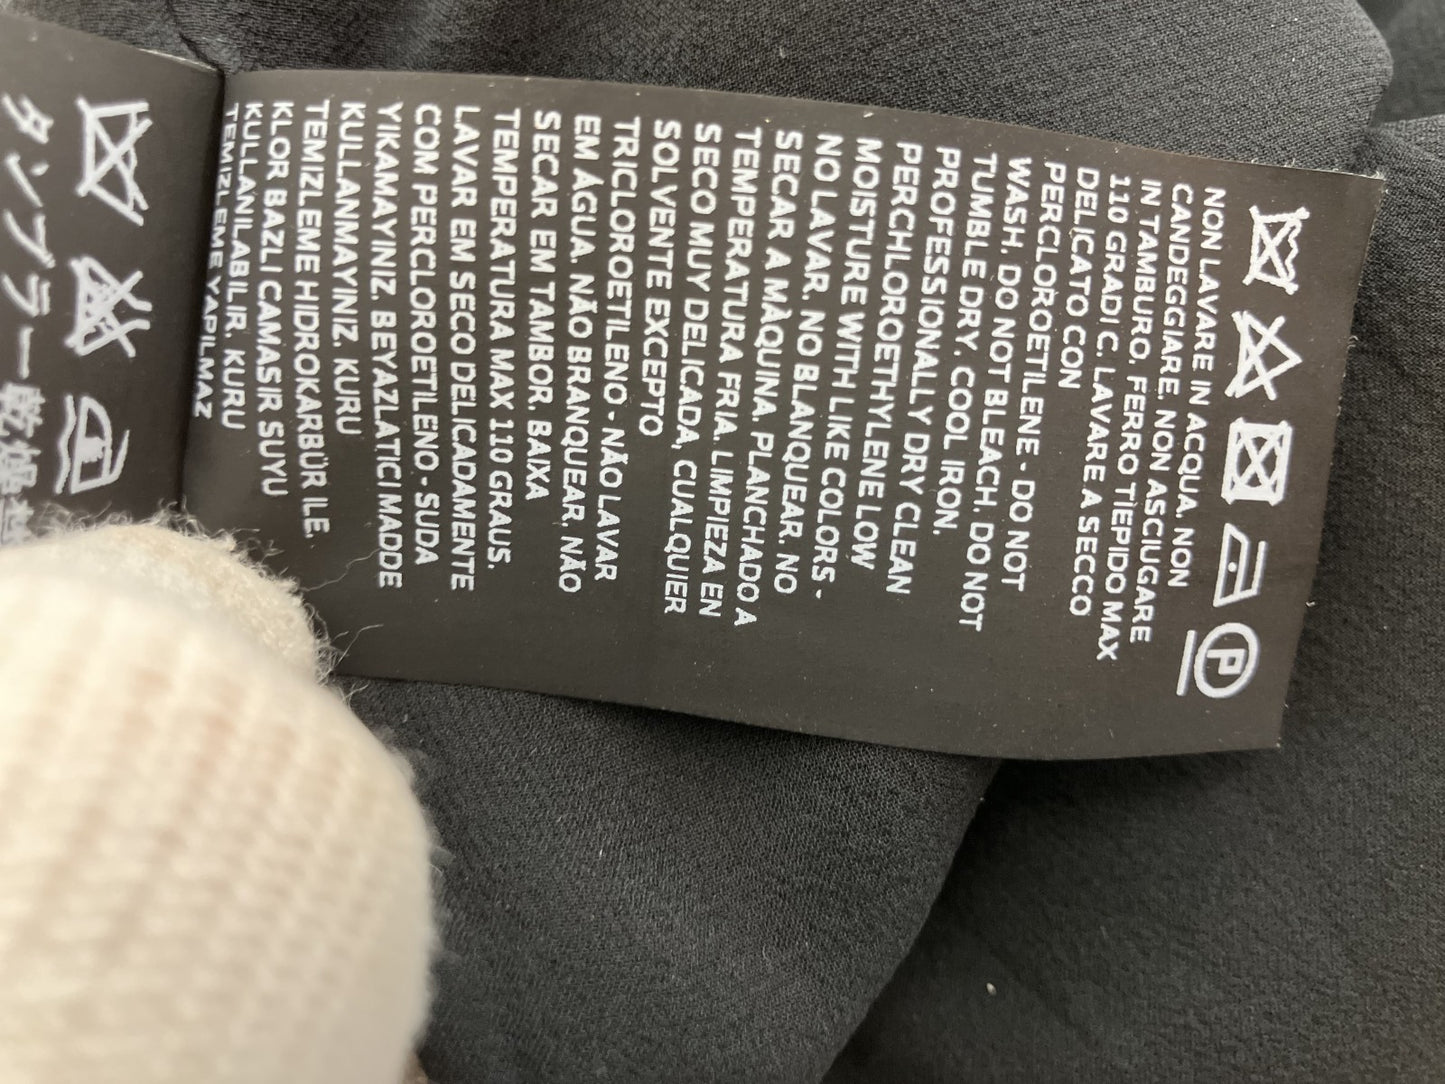 NON LAVARE IN ACQUA. NON
CANDEGGIARE. NON ASCIUGARE
IN TAMBURO, FERRO TIEPIDO MAX
110 GRADI C. LAVARE A SECCO
DELICATO CON
PERCLOROETILENE - DO NOT
WASH. DO NOT BLEACH. DO NOT
TUMBLE DRY. COOL IRON.
PROFESSIONALLY DRY CLEAN
PERCHLOROETHYLENE LOW
MOISTURE WITH LIKE COLORS -
NO LAVAR. NO BLANQUEAR. NO
SECAR A MÀQUINA. PLANCHADO A
TEMPERATURA FRIA. LIMPIEZA EN
SECO MUY DELICADA, CUALQUIER
SOLVENTE EXCEPTO
TRICLOROETILENO - NÃO LAVAR
EM ÁGUA. NÃO BRANQUEAR. NÃO
SECAR EM TAMBOR. BAIXA
TEMPERATURA MAX 110 GRAUS.
LAVAR EM SECO DELICADAMENTE
COM PERCLOROETILENO - SUDA
YIKAMAYINIZ. BEYAZLATICI MADDE
KULLANMAYINIZ. KURU
TEMIZLEME HIDROKARBÜR ILE.
KLOR BAZLI CAMASIR SUYU
KULLANILABILIR. KURU
TEMIZLEME YAPILMAZ
タンブラー乾燥